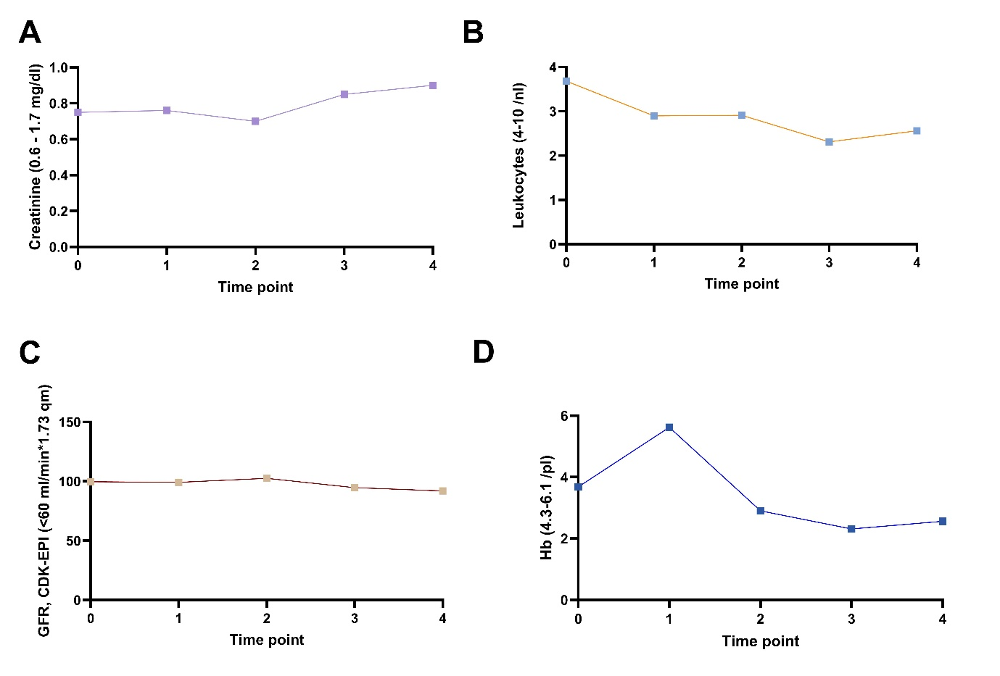 A
Creatinine (0.6 - 1.7 mg/dl)
1.0
0.8
0.6
0.4
0.2
0.0
0 1 2 3 4
Time point
B
Leukocytes (4-10 /nl)
4
3
2
1
0
0 1 2 3 4
Time point
C
GFR, CDK-EPI (<60 ml/min*1.73 qm)
150
100
50
0
0 1 2 3 4
Time point
D
Hb (4.3-6.1 /pl)
6
4
2
0
0 1 2 3 4
Time point